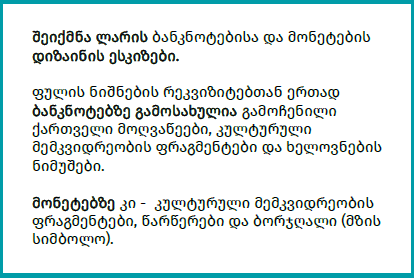 შეიქმნა ლარის ბანკნოტებისა და მონეტების
დიზაინის ესკიზები.
ფულის ნიშნების რეკვიზიტებთან ერთად
ბანკნოტებზე გამოსახულია გამოჩენილი
ქართველი მოღვაწეები, კულტურული
მემკვიდრეობის ფრაგმენტები და ხელოვნების
ნიმუშები.
მონეტებზე კი - კულტურული მემკვიდრეობის
ფრაგმენტები, წარწერები და ბორჯღალი (მზის
სიმბოლო).